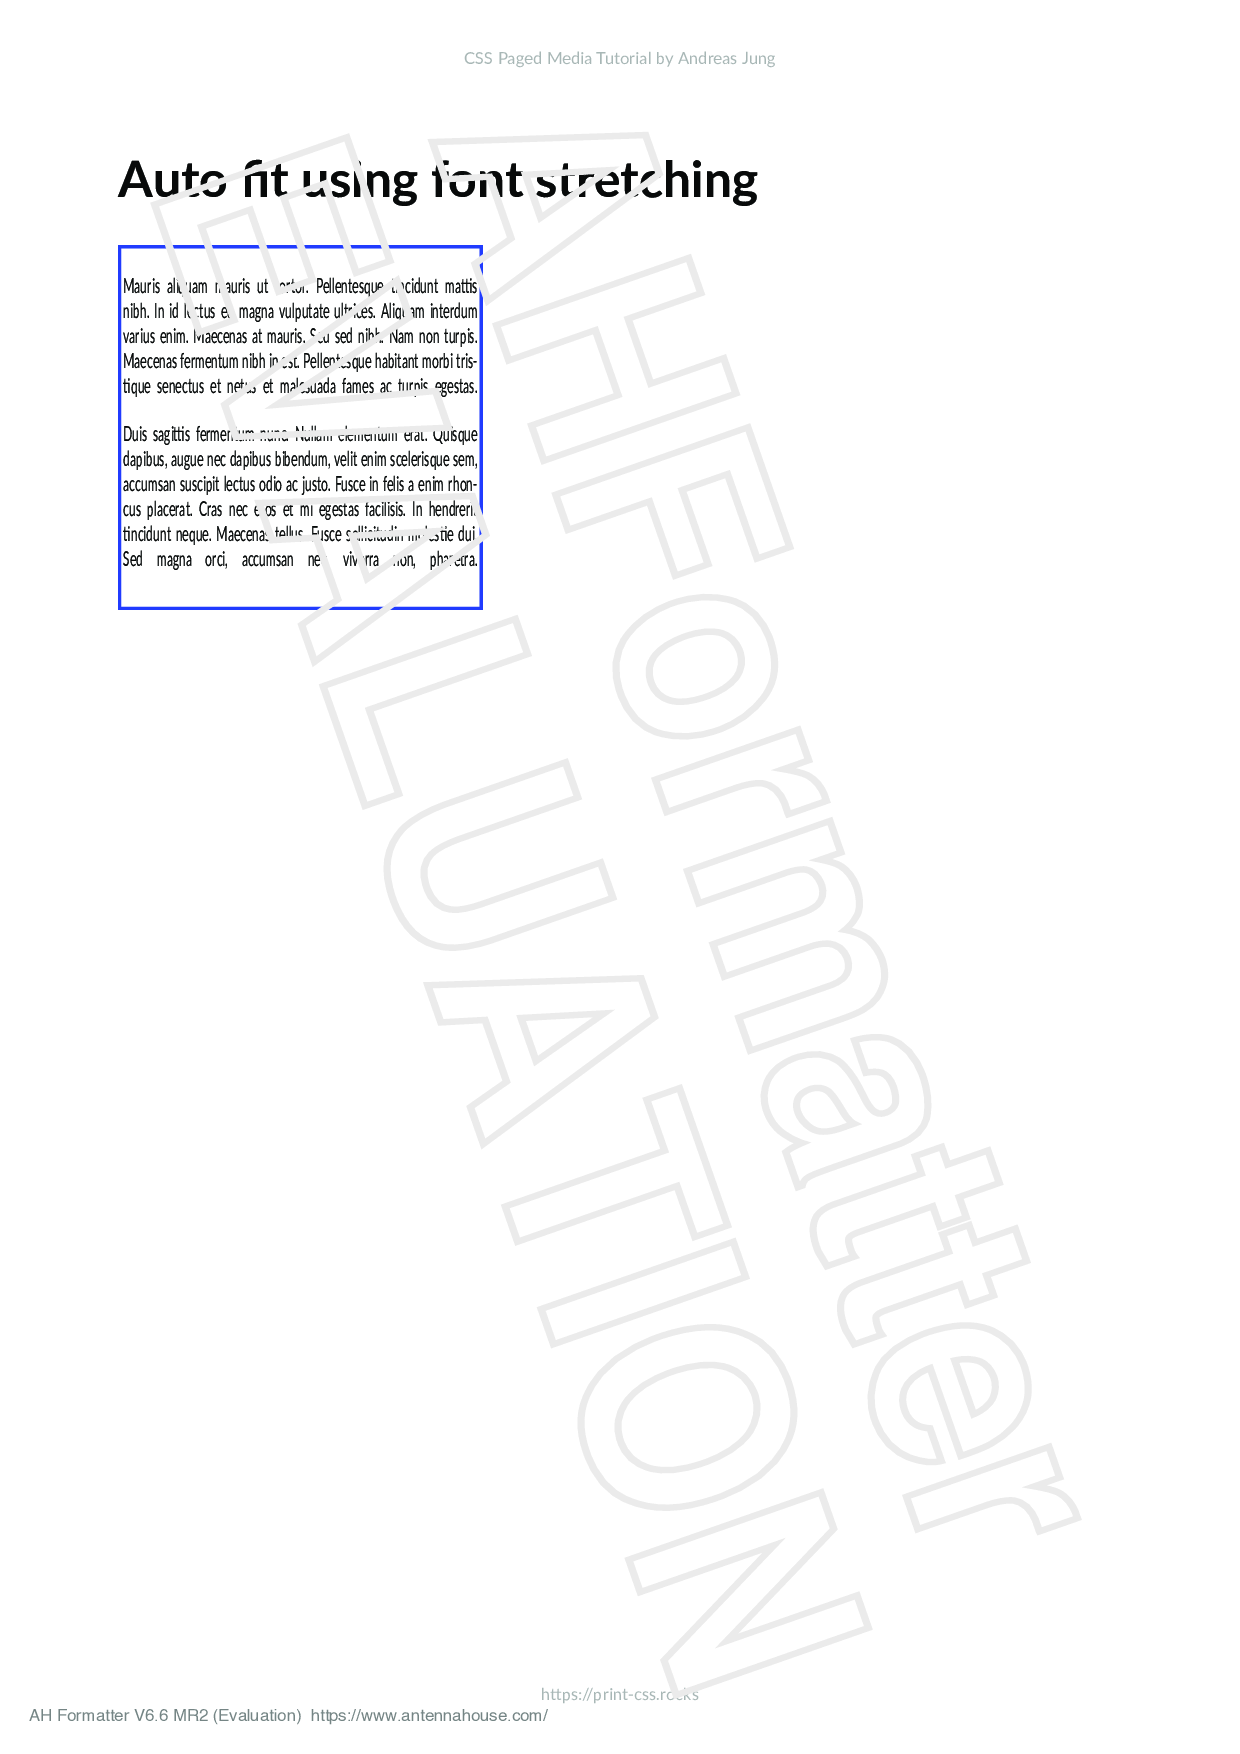 CSS Paged Media Tutorial by Andreas Jung
Auto fit using font stretching
Mauris aliquam mauris ut tortor. Pellentesque tincidunt mattis
nibh. In id lectus eu magna vulputate ultrices. Aliquam interdum
varius enim. Maecenas at mauris. Sed sed nibh. Nam non turpis.
Maecenas fermentum nibh in est. Pellentesque habitant morbi tris-
tique senectus et netus et malesuada fames ac turpis egestas.
Duis sagittis fermentum nunc. Nullam elementum erat. Quisque
dapibus, augue nec dapibus bibendum, velit enim scelerisque sem,
accumsan suscipit lectus odio ac justo. Fusce in felis a enim rhon-
cus placerat. Cras nec eros et mi egestas facilisis. In hendrerit
tincidunt neque. Maecenas tellus. Fusce sollicitudin molestie dui.
Sed magna orci, accumsan nec viverra non, pharetra.
AHFormatter
EVALUATION
https://print-css.rocks
AH Formatter V6.6 MR2 (Evaluation) https://www.antennahouse.com/